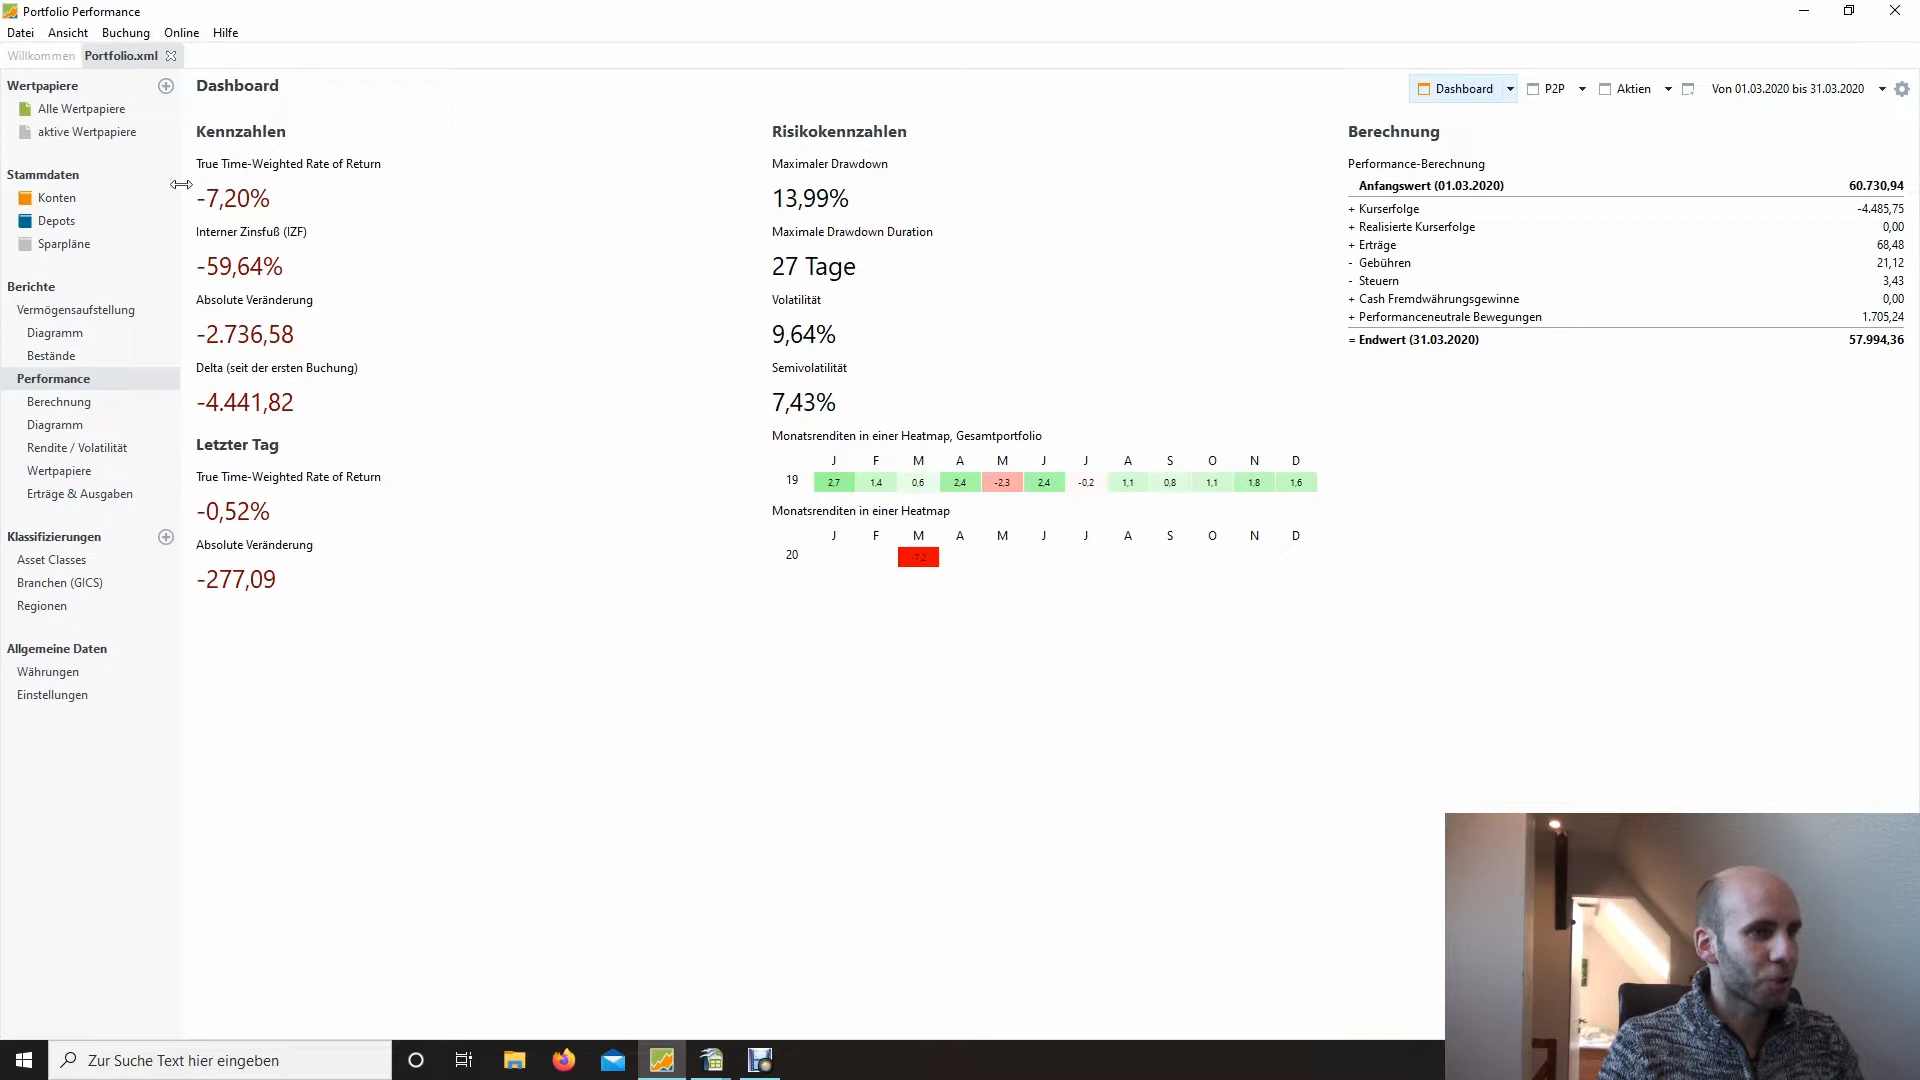 Portfolio Performance
Datei Ansicht Buchung Online Hilfe
Willkommen Portfolio.xml
Wertpapiere
Alle Wertpapiere
aktive Wertpapiere
Stammdaten
Konten
Depots
Sparpläne
Berichte
Vermögensaufstellung
Diagramm
Bestände
Performance
Berechnung
Diagramm
Rendite / Volatilität
Wertpapiere
Erträge & Ausgaben
Klassifizierungen
Asset Classes
Branchen (GICS)
Regionen
Allgemeine Daten
Währungen
Einstellungen
Dashboard
Dashboard P2P Aktien Von 01.03.2020 bis 31.03.2020
Kennzahlen
True Time-Weighted Rate of Return
-7,20%
Interner Zinsfuß (IZF)
-59,64%
Absolute Veränderung
-2.736,58
Delta (seit der ersten Buchung)
-4.441,82
Letzter Tag
True Time-Weighted Rate of Return
-0,52%
Absolute Veränderung
-277,09
Risikokennzahlen
Maximaler Drawdown
13,99%
Maximale Drawdown Duration
27 Tage
Volatilität
9,64%
Semivolatilität
7,43%
Monatsrenditen in einer Heatmap, Gesamtportfolio
J F M A M J J A S O N D
19 2,7 1,4 0,6 2,4 -2,3 2,4 -0,2 1,1 0,8 1,1 1,8 1,6
Monatsrenditen in einer Heatmap
J F M A M J J A S O N D
20 -7,2
Berechnung
Performance-Berechnung
Anfangswert (01.03.2020) 60.730,94
+ Kurserfolge -4.485,75
+ Realisierte Kurserfolge 0,00
+ Erträge 68,48
- Gebühren 21,12
- Steuern 3,43
+ Cash Fremdwährungsgewinne 0,00
+ Performanceneutrale Bewegungen 1.705,24
= Endwert (31.03.2020) 57.994,36
Zur Suche Text hier eingeben